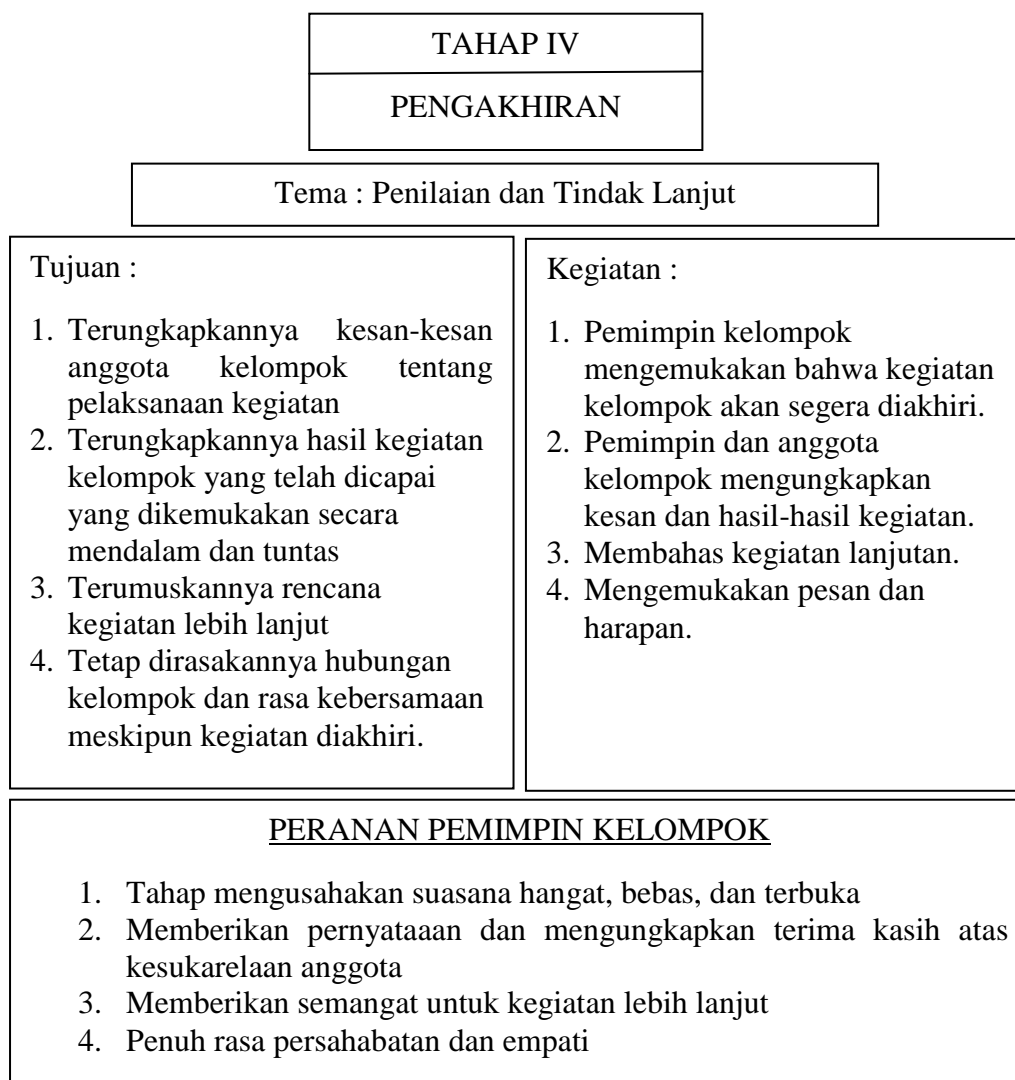 TAHAP IV
PENGAKHIRAN
Tema : Penilaian dan Tindak Lanjut
Tujuan :
1. Terungkapkannya kesan-kesan
anggota kelompok tentang
pelaksanaan kegiatan
2. Terungkapkannya hasil kegiatan
kelompok yang telah dicapai
yang dikemukakan secara
mendalam dan tuntas
3. Terumuskannya rencana
kegiatan lebih lanjut
4. Tetap dirasakannya hubungan
kelompok dan rasa kebersamaan
meskipun kegiatan diakhiri.
Kegiatan :
1. Pemimpin kelompok
mengemukakan bahwa kegiatan
kelompok akan segera diakhiri.
2. Pemimpin dan anggota
kelompok mengungkapkan
kesan dan hasil-hasil kegiatan.
3. Membahas kegiatan lanjutan.
4. Mengemukakan pesan dan
harapan.
PERANAN PEMIMPIN KELOMPOK
1. Tahap mengusahakan suasana hangat, bebas, dan terbuka
2. Memberikan pernyataaan dan mengungkapkan terima kasih atas
kesukarelaan anggota
3. Memberikan semangat untuk kegiatan lebih lanjut
4. Penuh rasa persahabatan dan empati